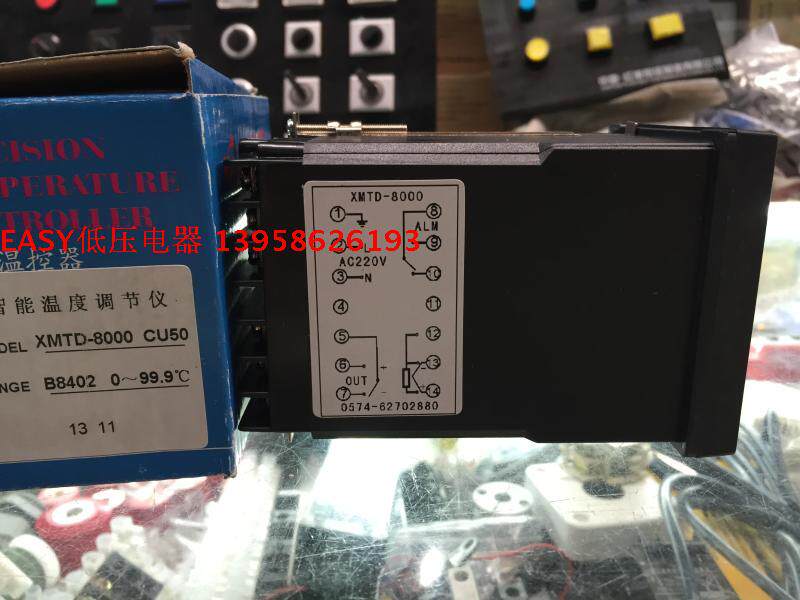 CISION
PERATURE
TROLLER
EASY低压电器 13958626193
温控器
智能温度调节仪
DEL XMTD-8000 CU50
NGE B8402 0～99.9℃
13 11
XMTD-8000
1
8
ALM
L
9
AC220V
3 N
10
4
11
5
12
6
13
OUT
7
14
0574-62702880